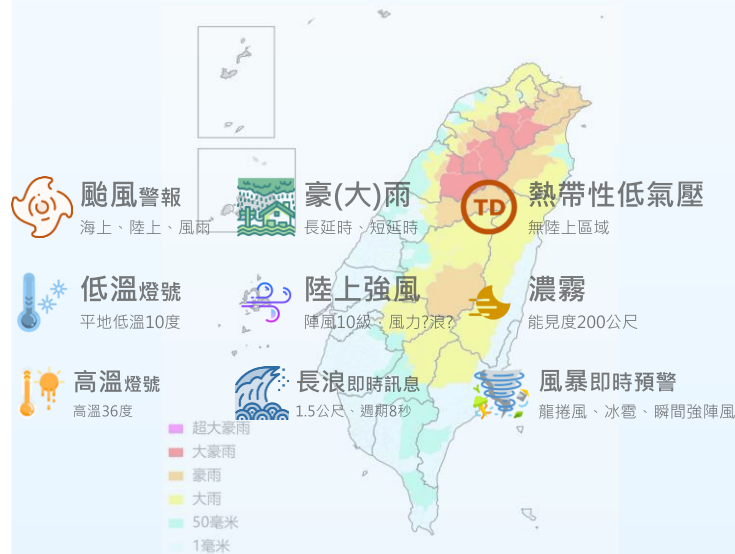 颱風警報
海上、陸上、風雨
豪(大)雨
長延時、短延時
TD
熱帶性低氣壓
無陸上區域
低溫燈號
平地低溫10度
陸上強風
陣風10級、風力?浪?
濃霧
能見度200公尺
高溫燈號
高溫36度
長浪即時訊息
1.5公尺、週期8秒
風暴即時預警
龍捲風、冰雹、瞬間強陣風
超大豪雨
大豪雨
豪雨
大雨
50毫米
1毫米